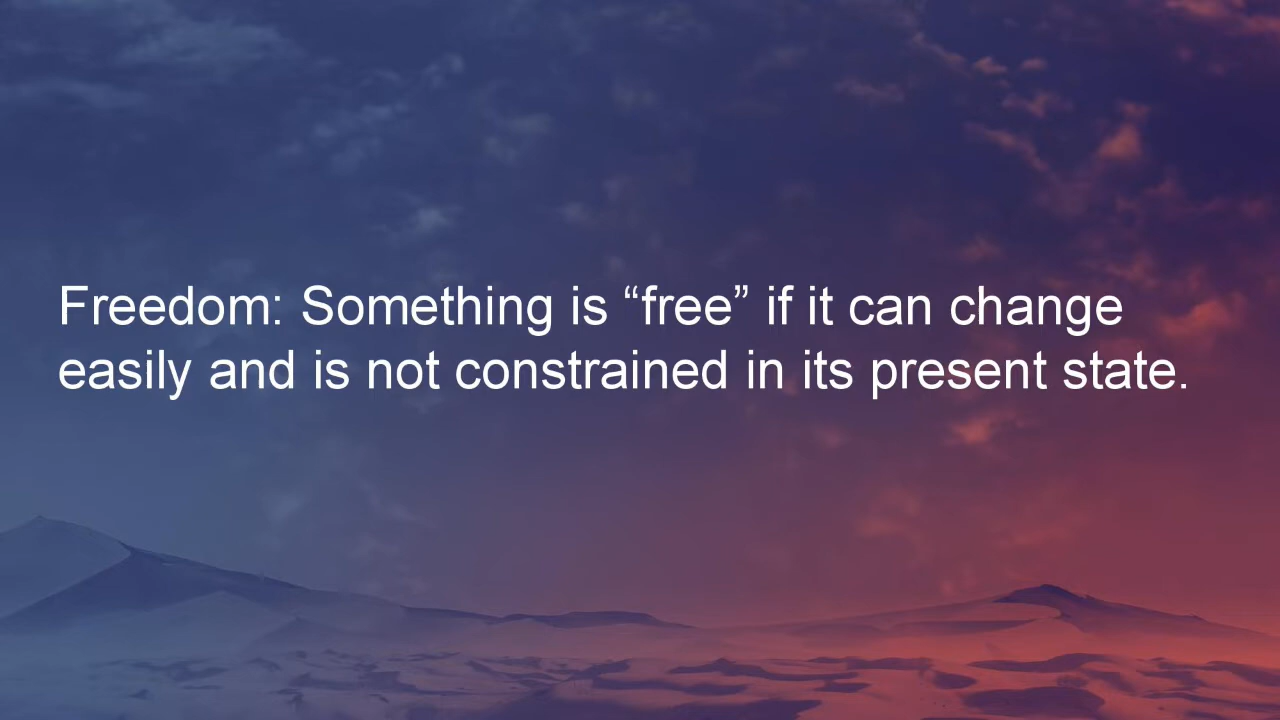 Freedom: Something is “free” if it can change
easily and is not constrained in its present state.